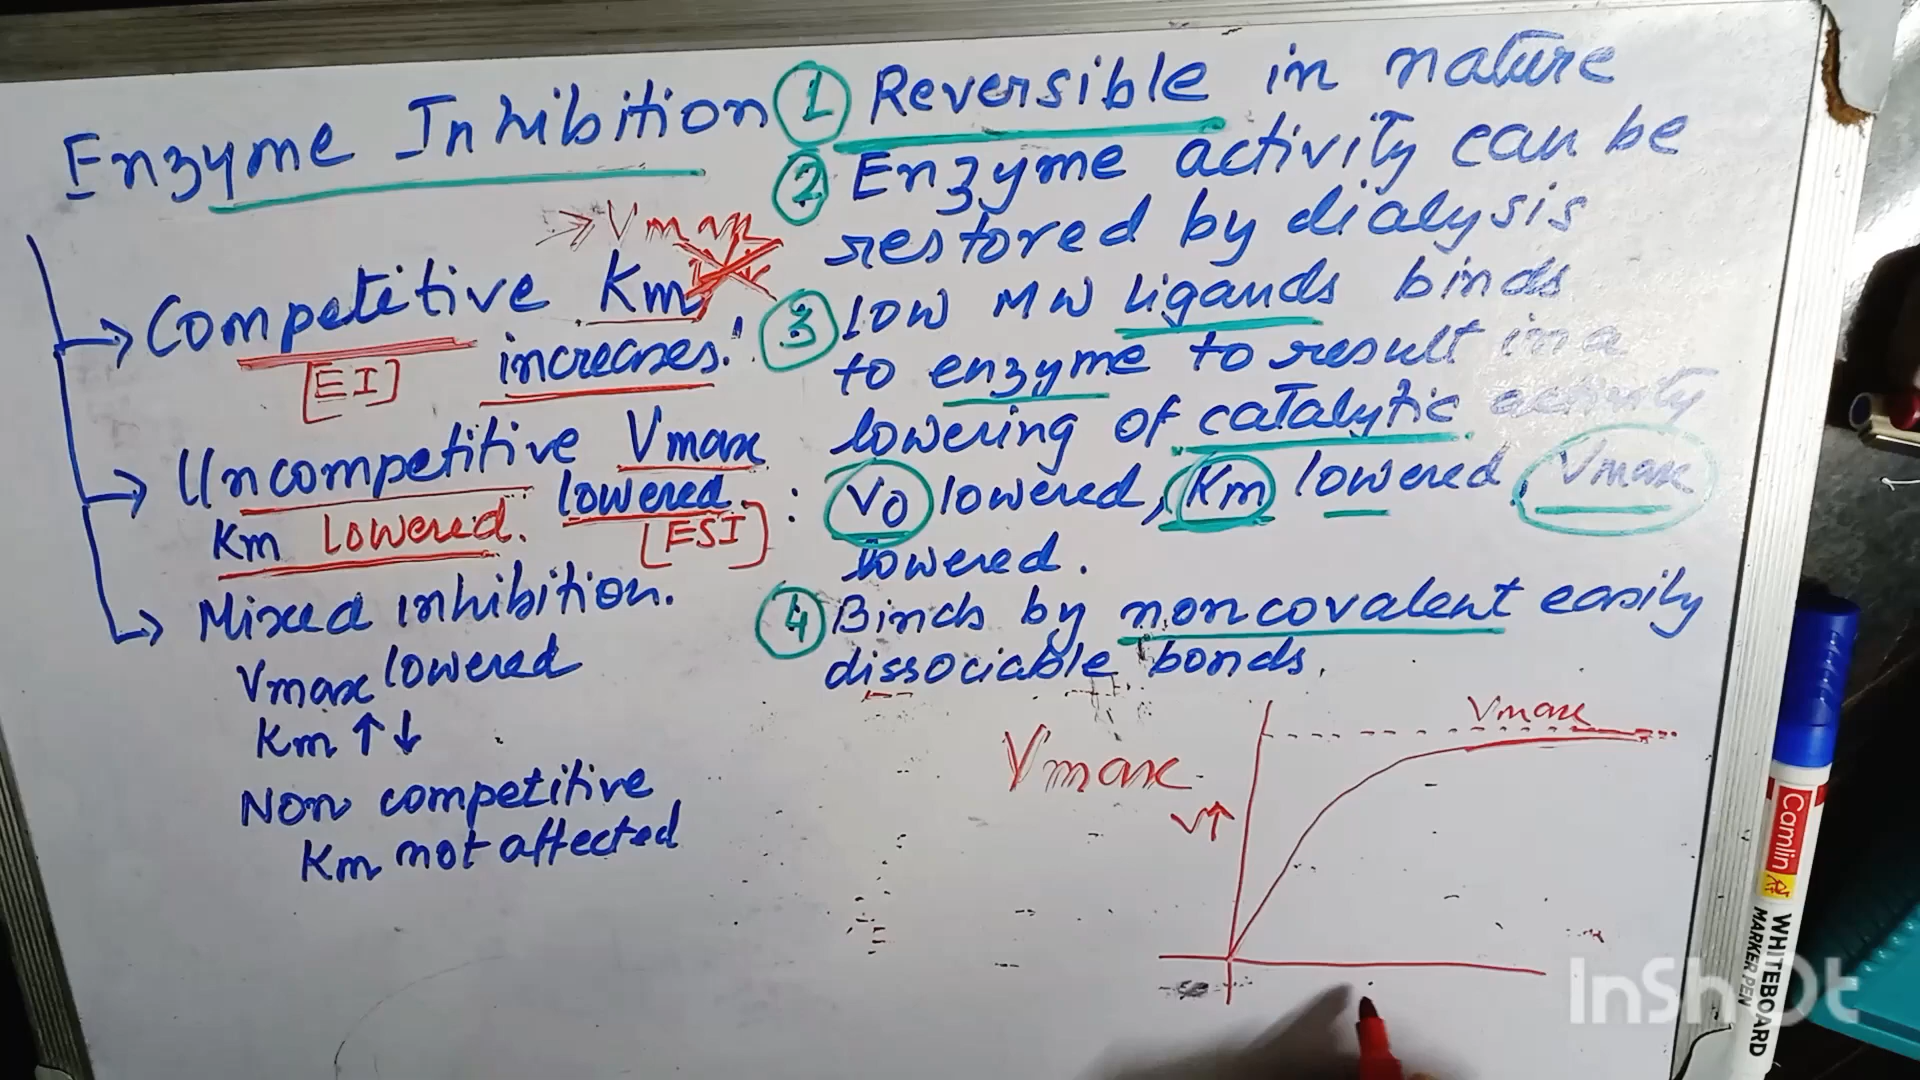 Enzyme Inhibition
→ Vmax
→ Competitive Km
[EI] increases.
→ Uncompetitive Vmax
Km lowered. lowered :
[ESI]
→ Mixed inhibition.
Vmax lowered
Km ↑↓
Non competitive
Km not affected
1 Reversible in nature
2 Enzyme activity can be
restored by dialysis
3 low MW ligands binds
to enzyme to result in a
lowering of catalytic activity
V0 lowered, Km lowered, Vmax
lowered.
4 Binds by noncovalent easily
dissociable bonds.
Vmax
Vmax
V↑
Camlin
WHITEBOARD
MARKER PEN
InShOt